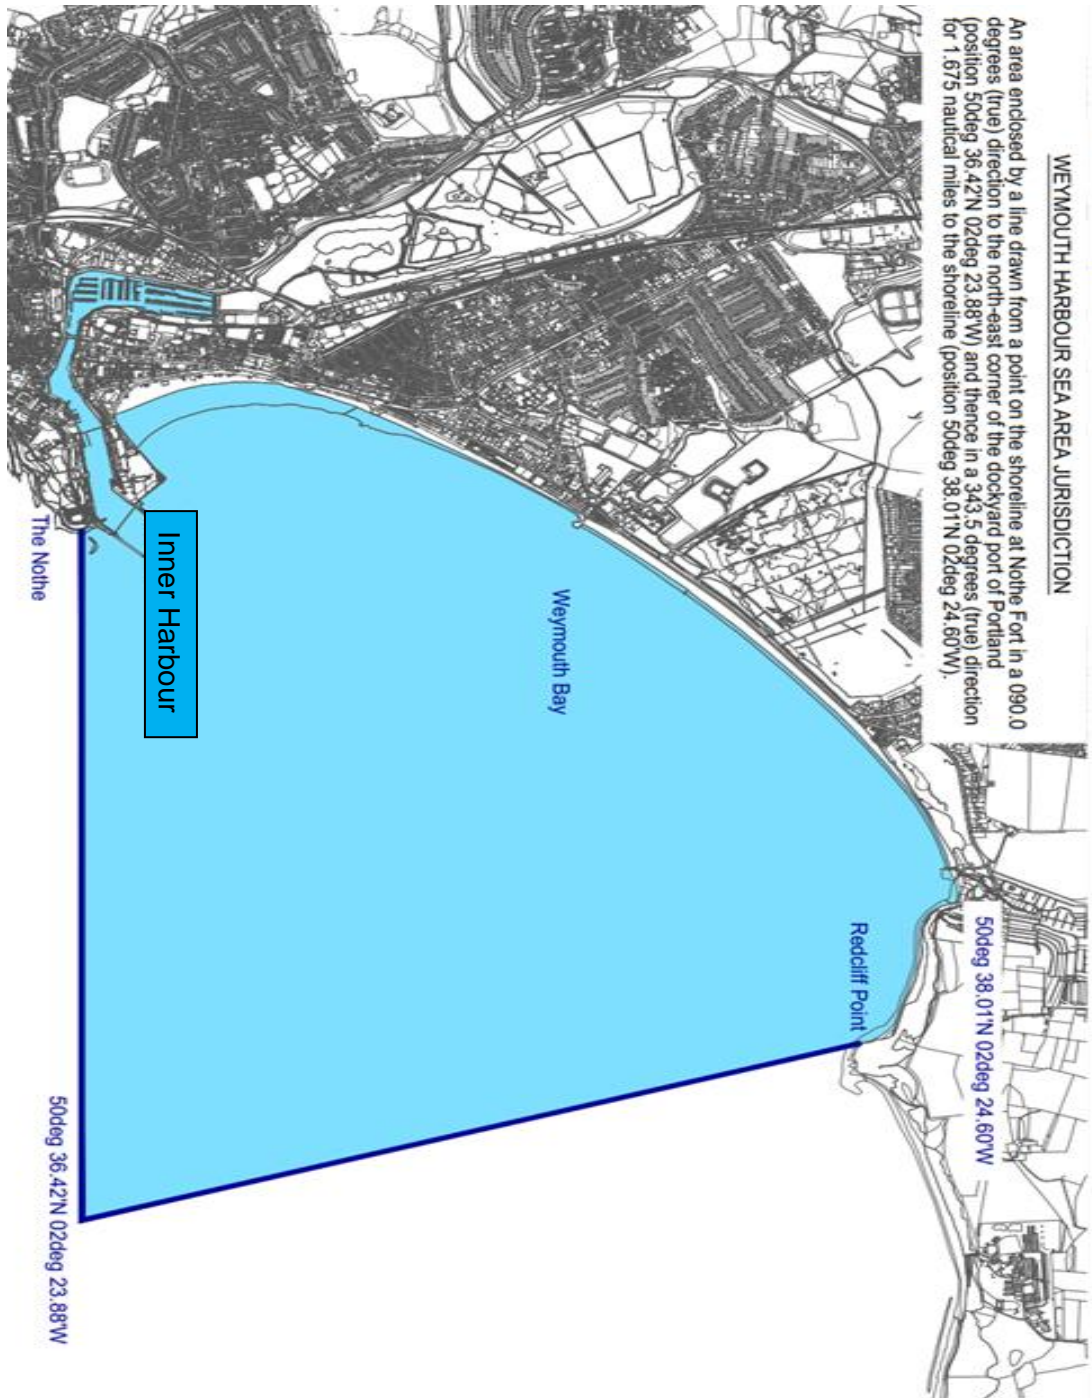 WEYMOUTH HARBOUR SEA AREA JURISDICTION
An area enclosed by a line drawn from a point on the shoreline at Nothe Fort in a 090.0
degrees (true) direction to the north-east corner of the dockyard port of Portland
(position 50deg 36.42'N 02deg 23.88'W) and thence in a 343.5 degrees (true) direction
for 1.675 nautical miles to the shoreline (position 50deg 38.01'N 02deg 24.60'W).
50deg 38.01'N 02deg 24.60'W
Redcliff Point
Weymouth Bay
Inner Harbour
The Nothe
50deg 36.42'N 02deg 23.88'W